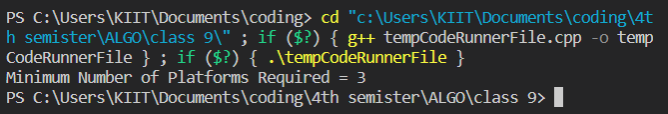 PS C:\Users\KIIT\Documents\coding> cd "c:\Users\KIIT\Documents\coding\4t
h semister\ALGO\class 9\" ; if ($?) { g++ tempCodeRunnerFile.cpp -o temp
CodeRunnerFile } ; if ($?) { .\tempCodeRunnerFile }
Minimum Number of Platforms Required = 3
PS C:\Users\KIIT\Documents\coding\4th semister\ALGO\class 9>